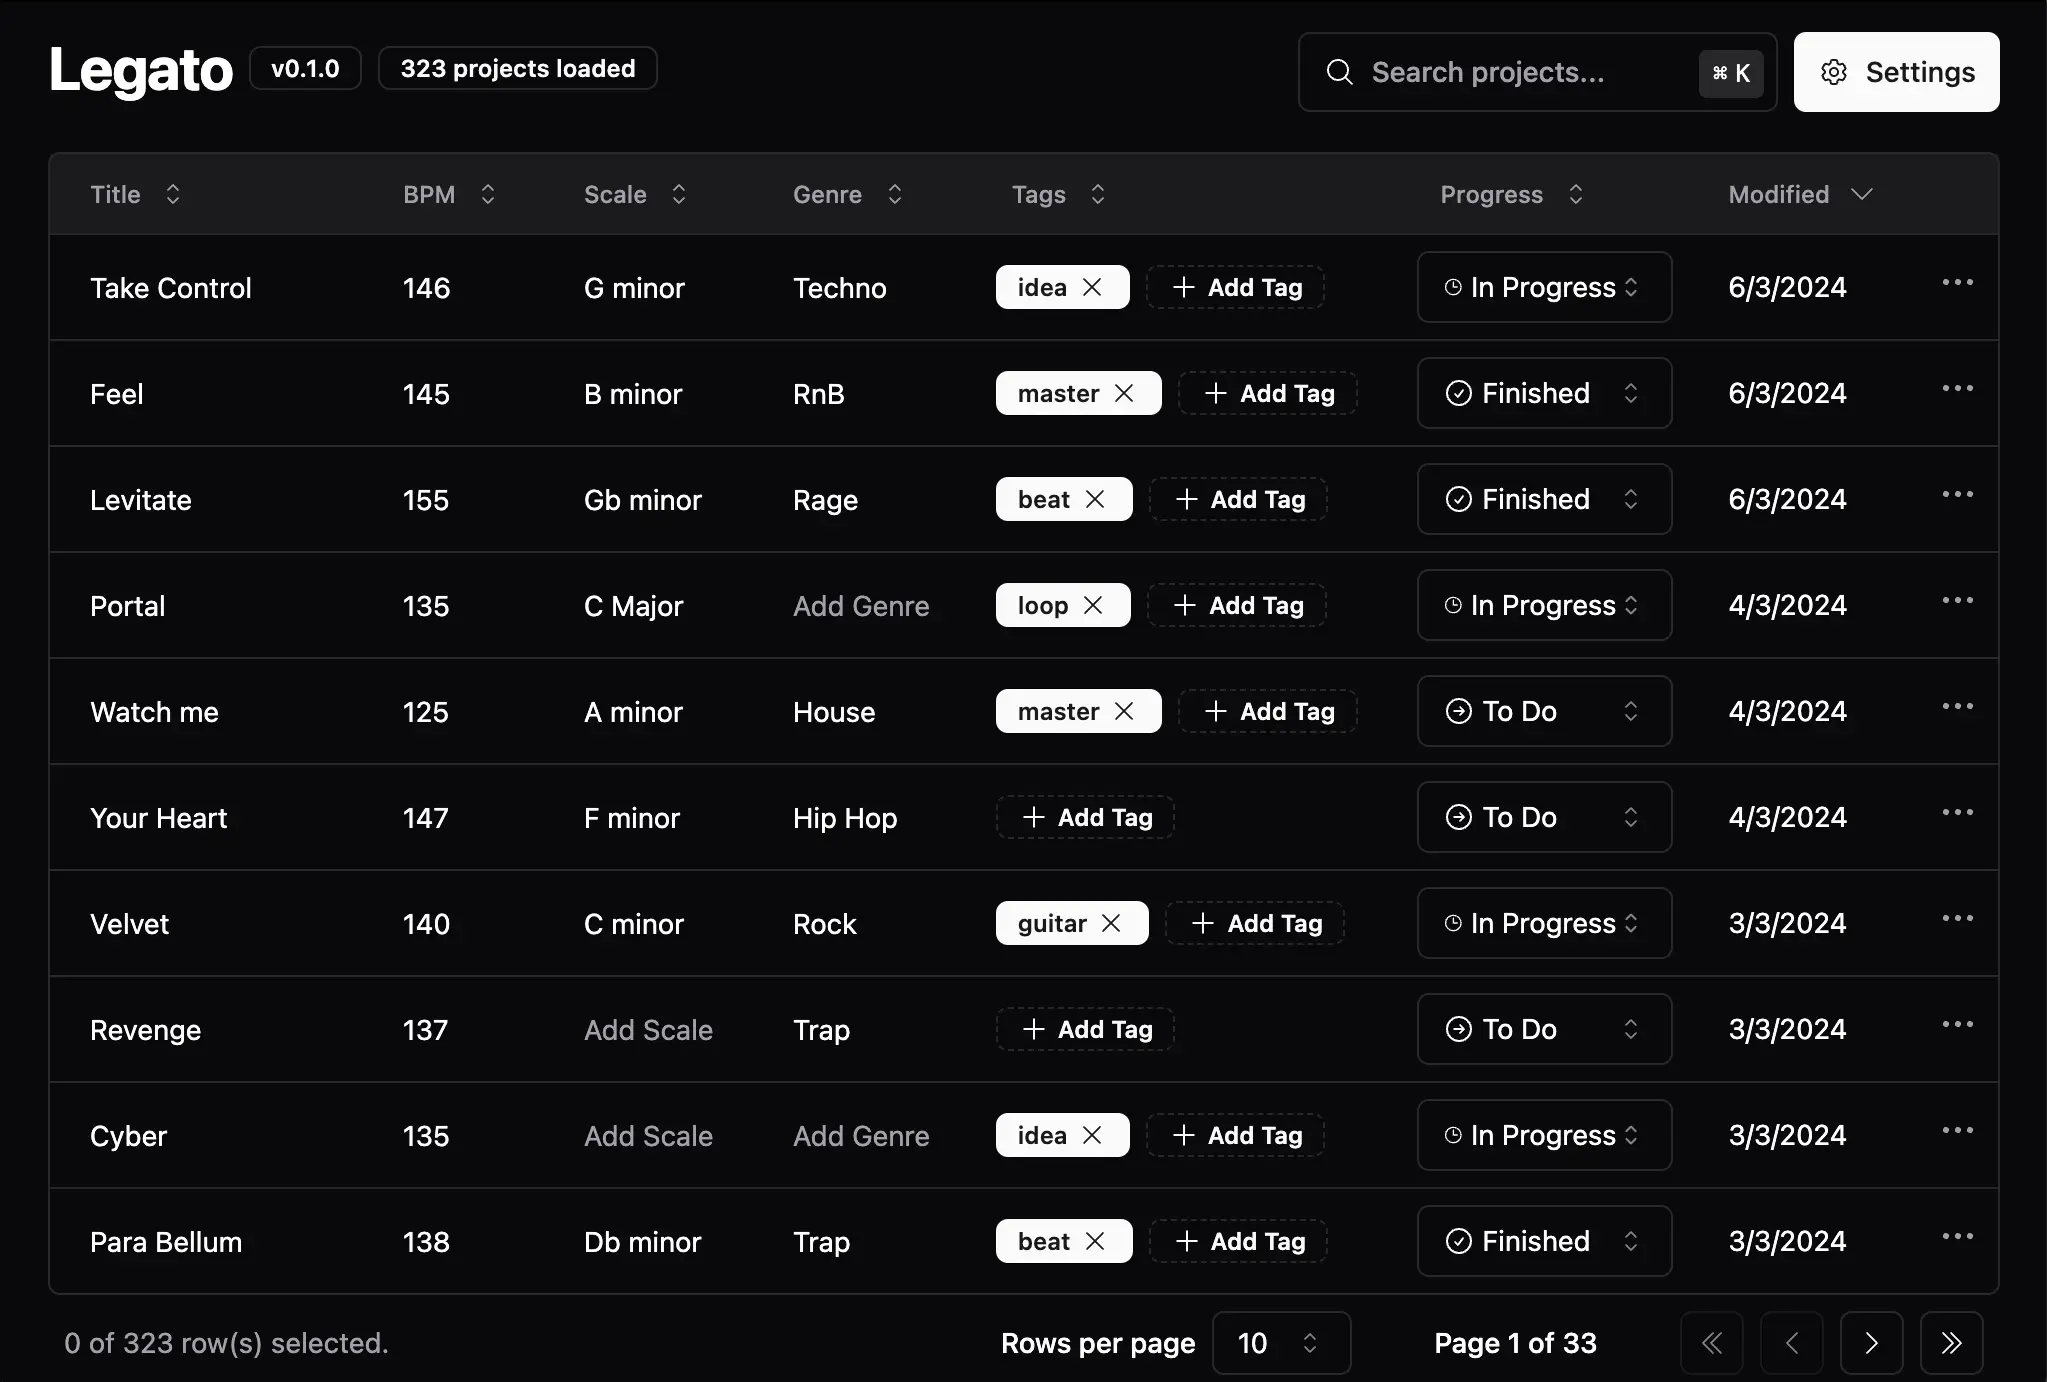 Legato v0.1.0 323 projects loaded Search projects... ⌘ K Settings
Title BPM Scale Genre Tags Progress Modified
Take Control 146 G minor Techno idea Add Tag In Progress 6/3/2024
Feel 145 B minor RnB master Add Tag Finished 6/3/2024
Levitate 155 Gb minor Rage beat Add Tag Finished 6/3/2024
Portal 135 C Major Add Genre loop Add Tag In Progress 4/3/2024
Watch me 125 A minor House master Add Tag To Do 4/3/2024
Your Heart 147 F minor Hip Hop Add Tag To Do 4/3/2024
Velvet 140 C minor Rock guitar Add Tag In Progress 3/3/2024
Revenge 137 Add Scale Trap Add Tag To Do 3/3/2024
Cyber 135 Add Scale Add Genre idea Add Tag In Progress 3/3/2024
Para Bellum 138 Db minor Trap beat Add Tag Finished 3/3/2024
0 of 323 row(s) selected. Rows per page 10 Page 1 of 33